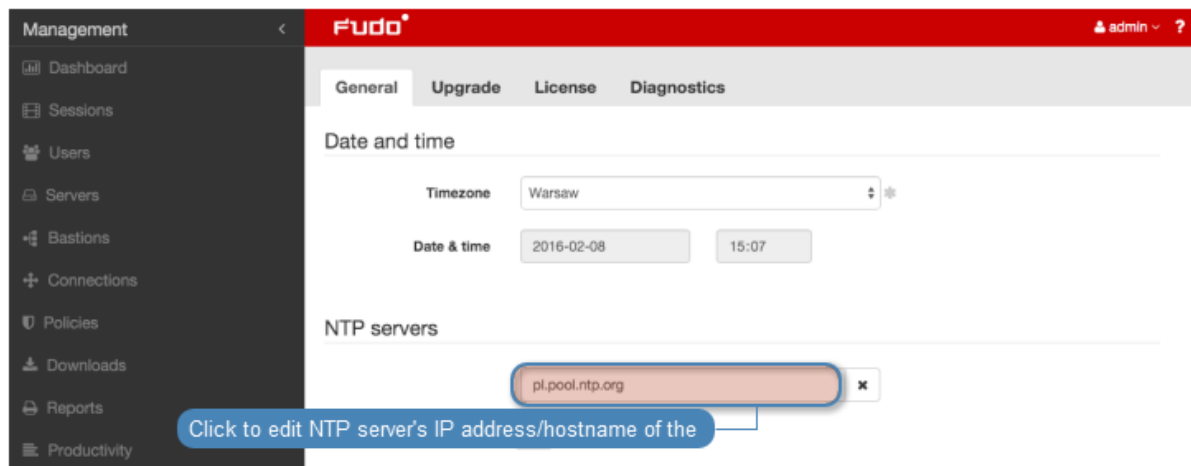 Management
FUDO
admin ?
Dashboard
Sessions
Users
Servers
Bastions
Connections
Policies
Downloads
Reports
Productivity
General Upgrade License Diagnostics
Date and time
Timezone Warsaw
Date & time 2016-02-08 15:07
NTP servers
pl.pool.ntp.org
Click to edit NTP server's IP address/hostname of the